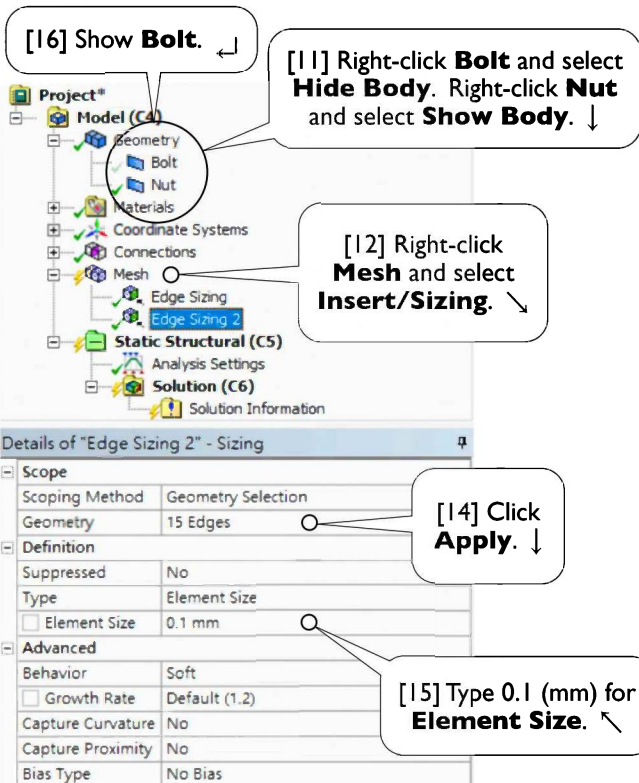 [16] Show Bolt. ↵
[11] Right-click Bolt and select
Hide Body. Right-click Nut
and select Show Body. ↓
Project*
Model (C4)
Geometry
Bolt
Nut
Materials
Coordinate Systems
Connections
Mesh
[12] Right-click
Mesh and select
Insert/Sizing. ↘
Edge Sizing
Edge Sizing 2
Static Structural (C5)
Analysis Settings
Solution (C6)
Solution Information
Details of "Edge Sizing 2" - Sizing
Scope
Scoping Method Geometry Selection
Geometry 15 Edges
[14] Click
Apply. ↓
Definition
Suppressed No
Type Element Size
Element Size 0.1 mm
[15] Type 0.1 (mm) for
Element Size. ↖
Advanced
Behavior Soft
Growth Rate Default (1.2)
Capture Curvature No
Capture Proximity No
Bias Type No Bias